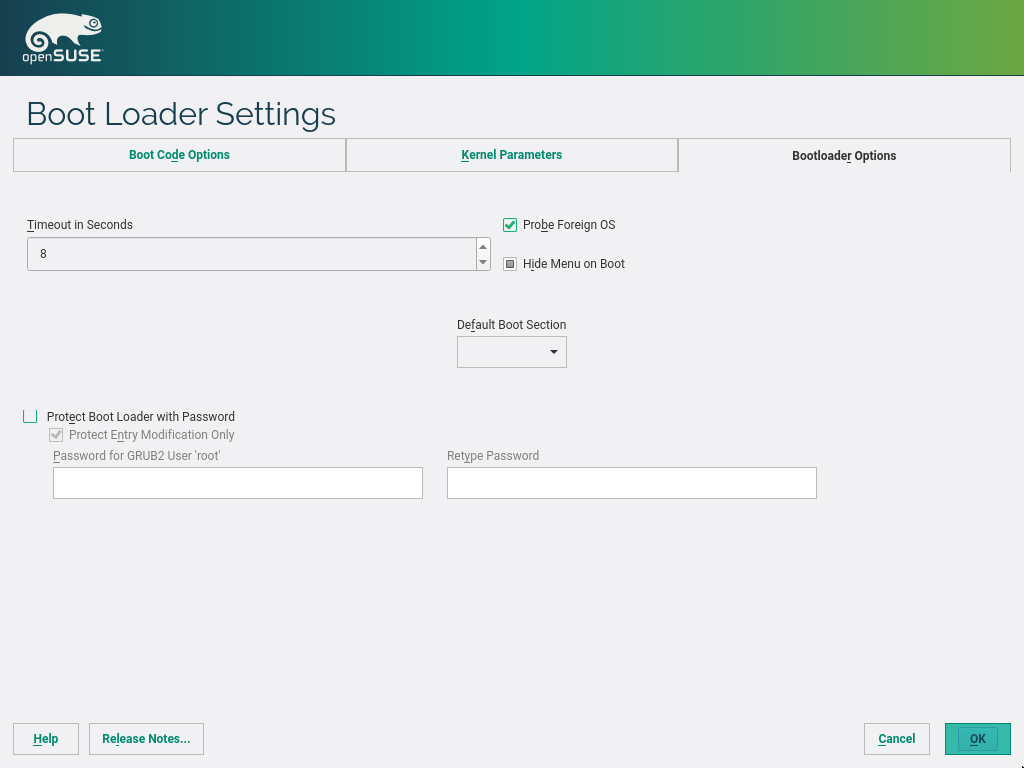 openSUSE
Boot Loader Settings
Boot Code Options
Kernel Parameters
Bootloader Options
Timeout in Seconds
8
Probe Foreign OS
Hide Menu on Boot
Default Boot Section
Protect Boot Loader with Password
Protect Entry Modification Only
Password for GRUB2 User 'root'
Retype Password
Help
Release Notes...
Cancel
OK